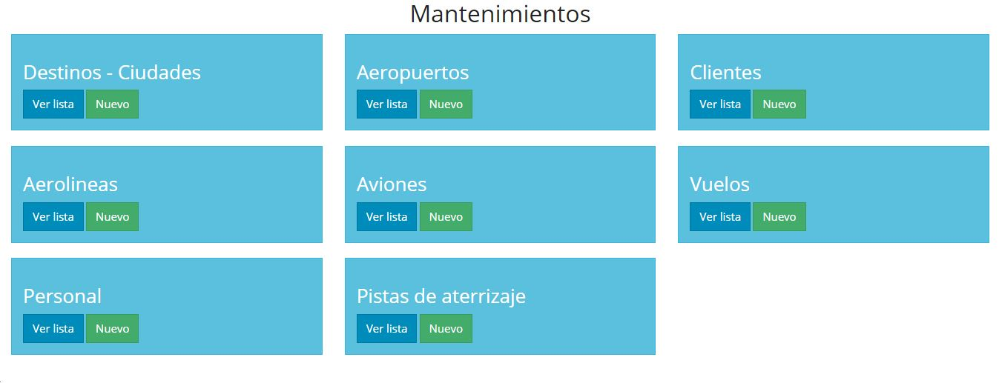 Mantenimientos
Destinos - Ciudades
Ver lista Nuevo
Aeropuertos
Ver lista Nuevo
Clientes
Ver lista Nuevo
Aerolineas
Ver lista Nuevo
Aviones
Ver lista Nuevo
Vuelos
Ver lista Nuevo
Personal
Ver lista Nuevo
Pistas de aterrizaje
Ver lista Nuevo